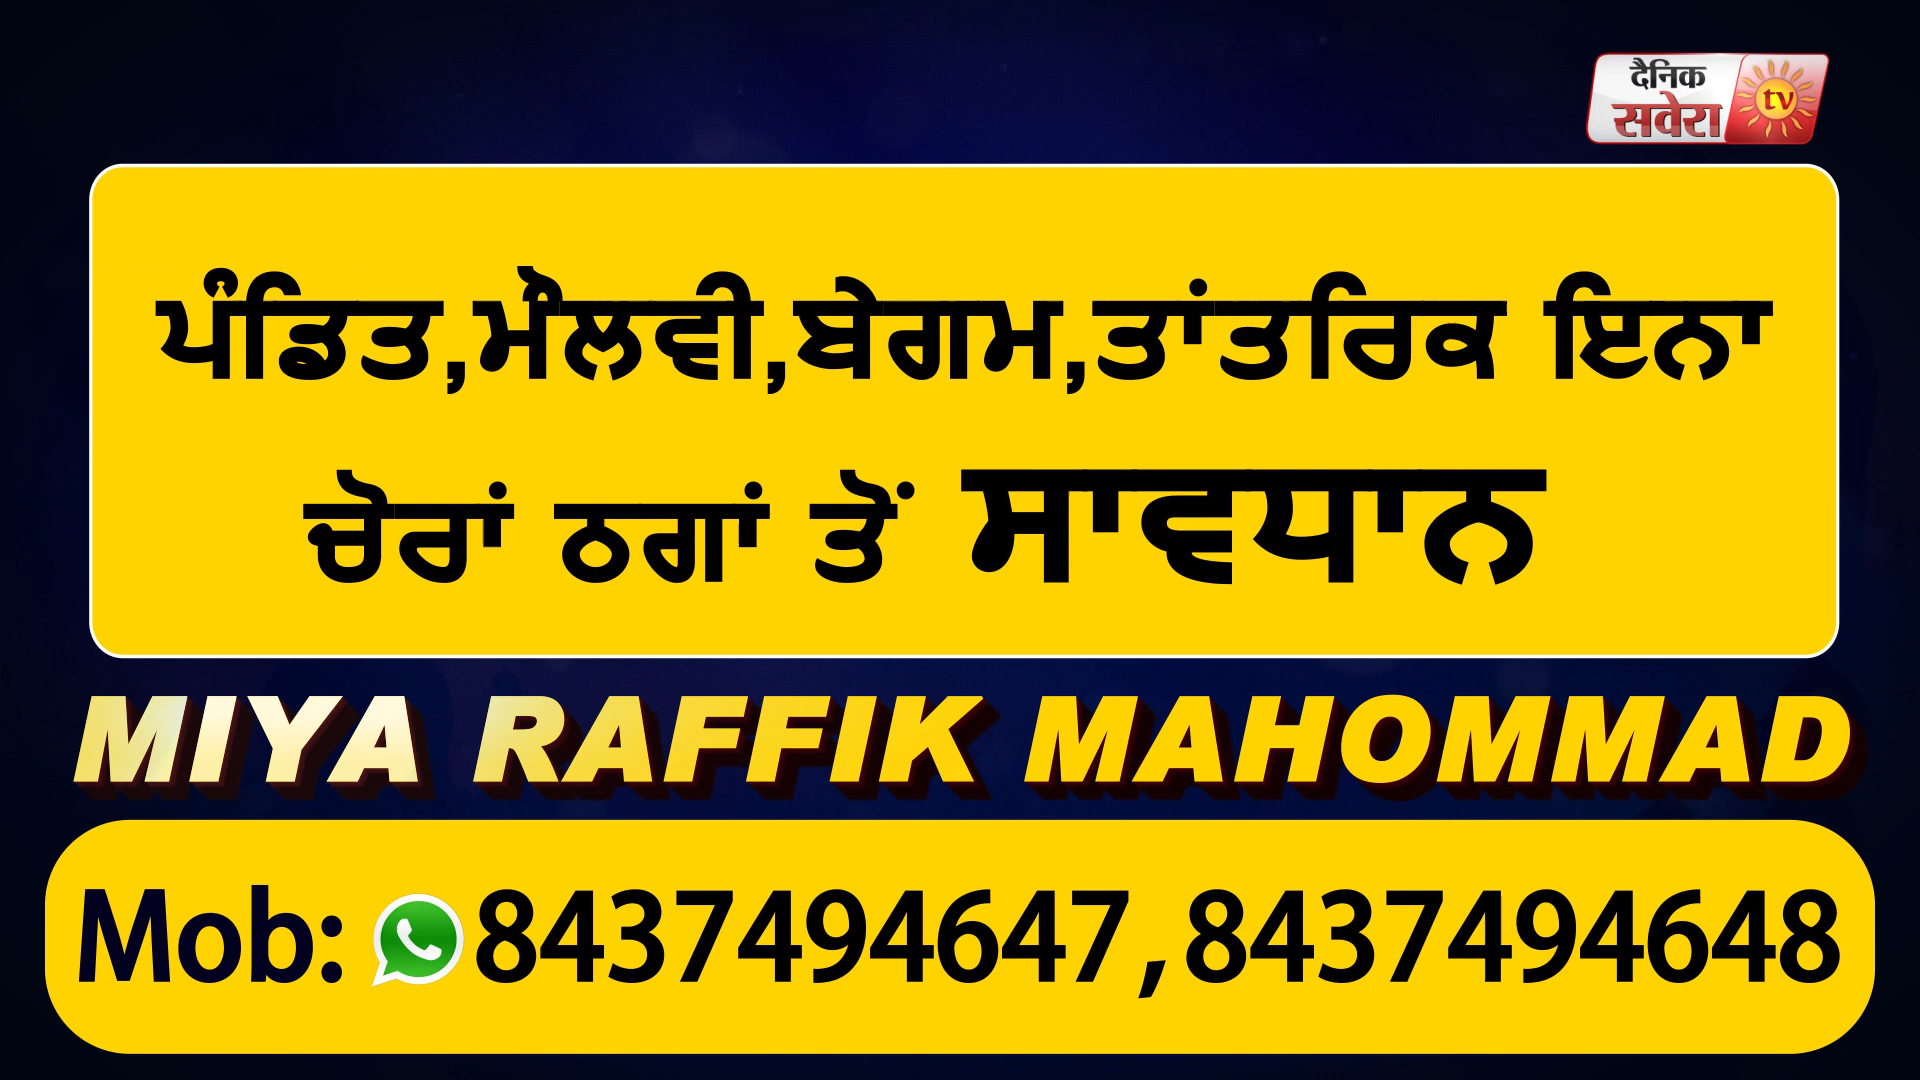 दैनिक
सवेरा tv
ਪੰਡਿਤ,ਮੌਲਵੀ,ਬੇਗਮ,ਤਾਂਤਰਿਕ ਇਨਾ
ਚੋਰਾਂ ਠਗਾਂ ਤੋਂ ਸਾਵਧਾਨ
MIYA RAFFIK MAHOMMAD
Mob: 8437494647, 8437494648